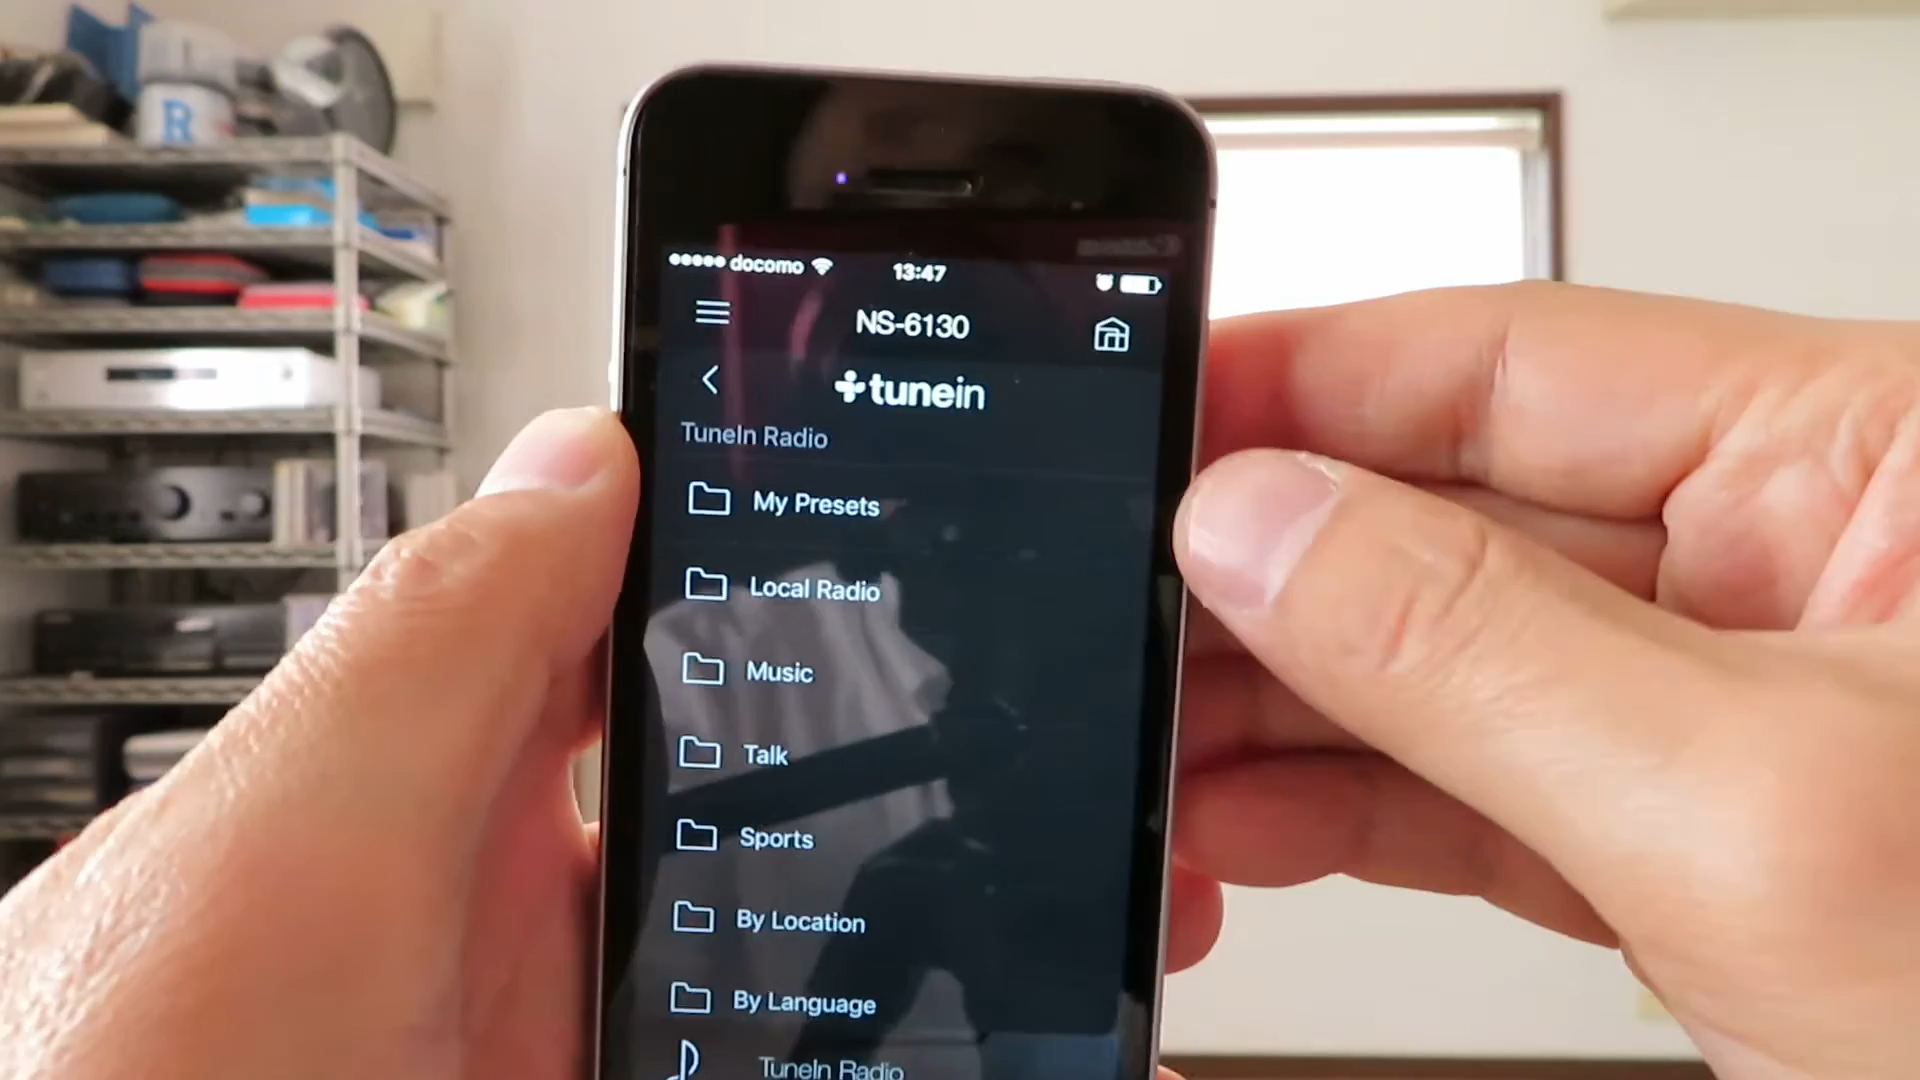 R
docomo 13:47
NS-6130
tunein
TuneIn Radio
My Presets
Local Radio
Music
Talk
Sports
By Location
By Language
TuneIn Radio